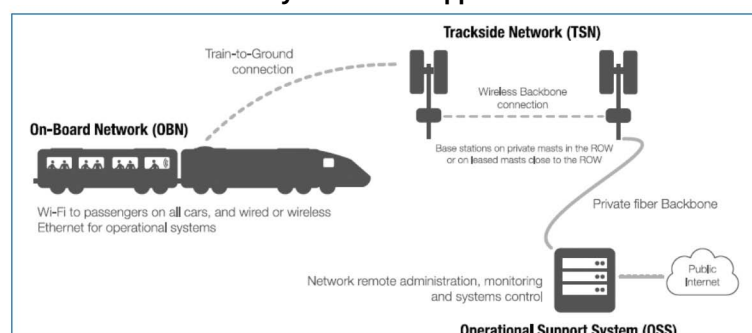 Trackside Network (TSN)
Train-to-Ground
connection
Wireless Backbone
connection
On-Board Network (OBN)
Base stations on private masts in the ROW
or on leased masts close to the ROW
Wi-Fi to passengers on all cars, and wired or wireless
Ethernet for operational systems
Private fiber Backbone
Network remote administration, monitoring
and systems control
Public
Internet
Operational Support System (OSS)